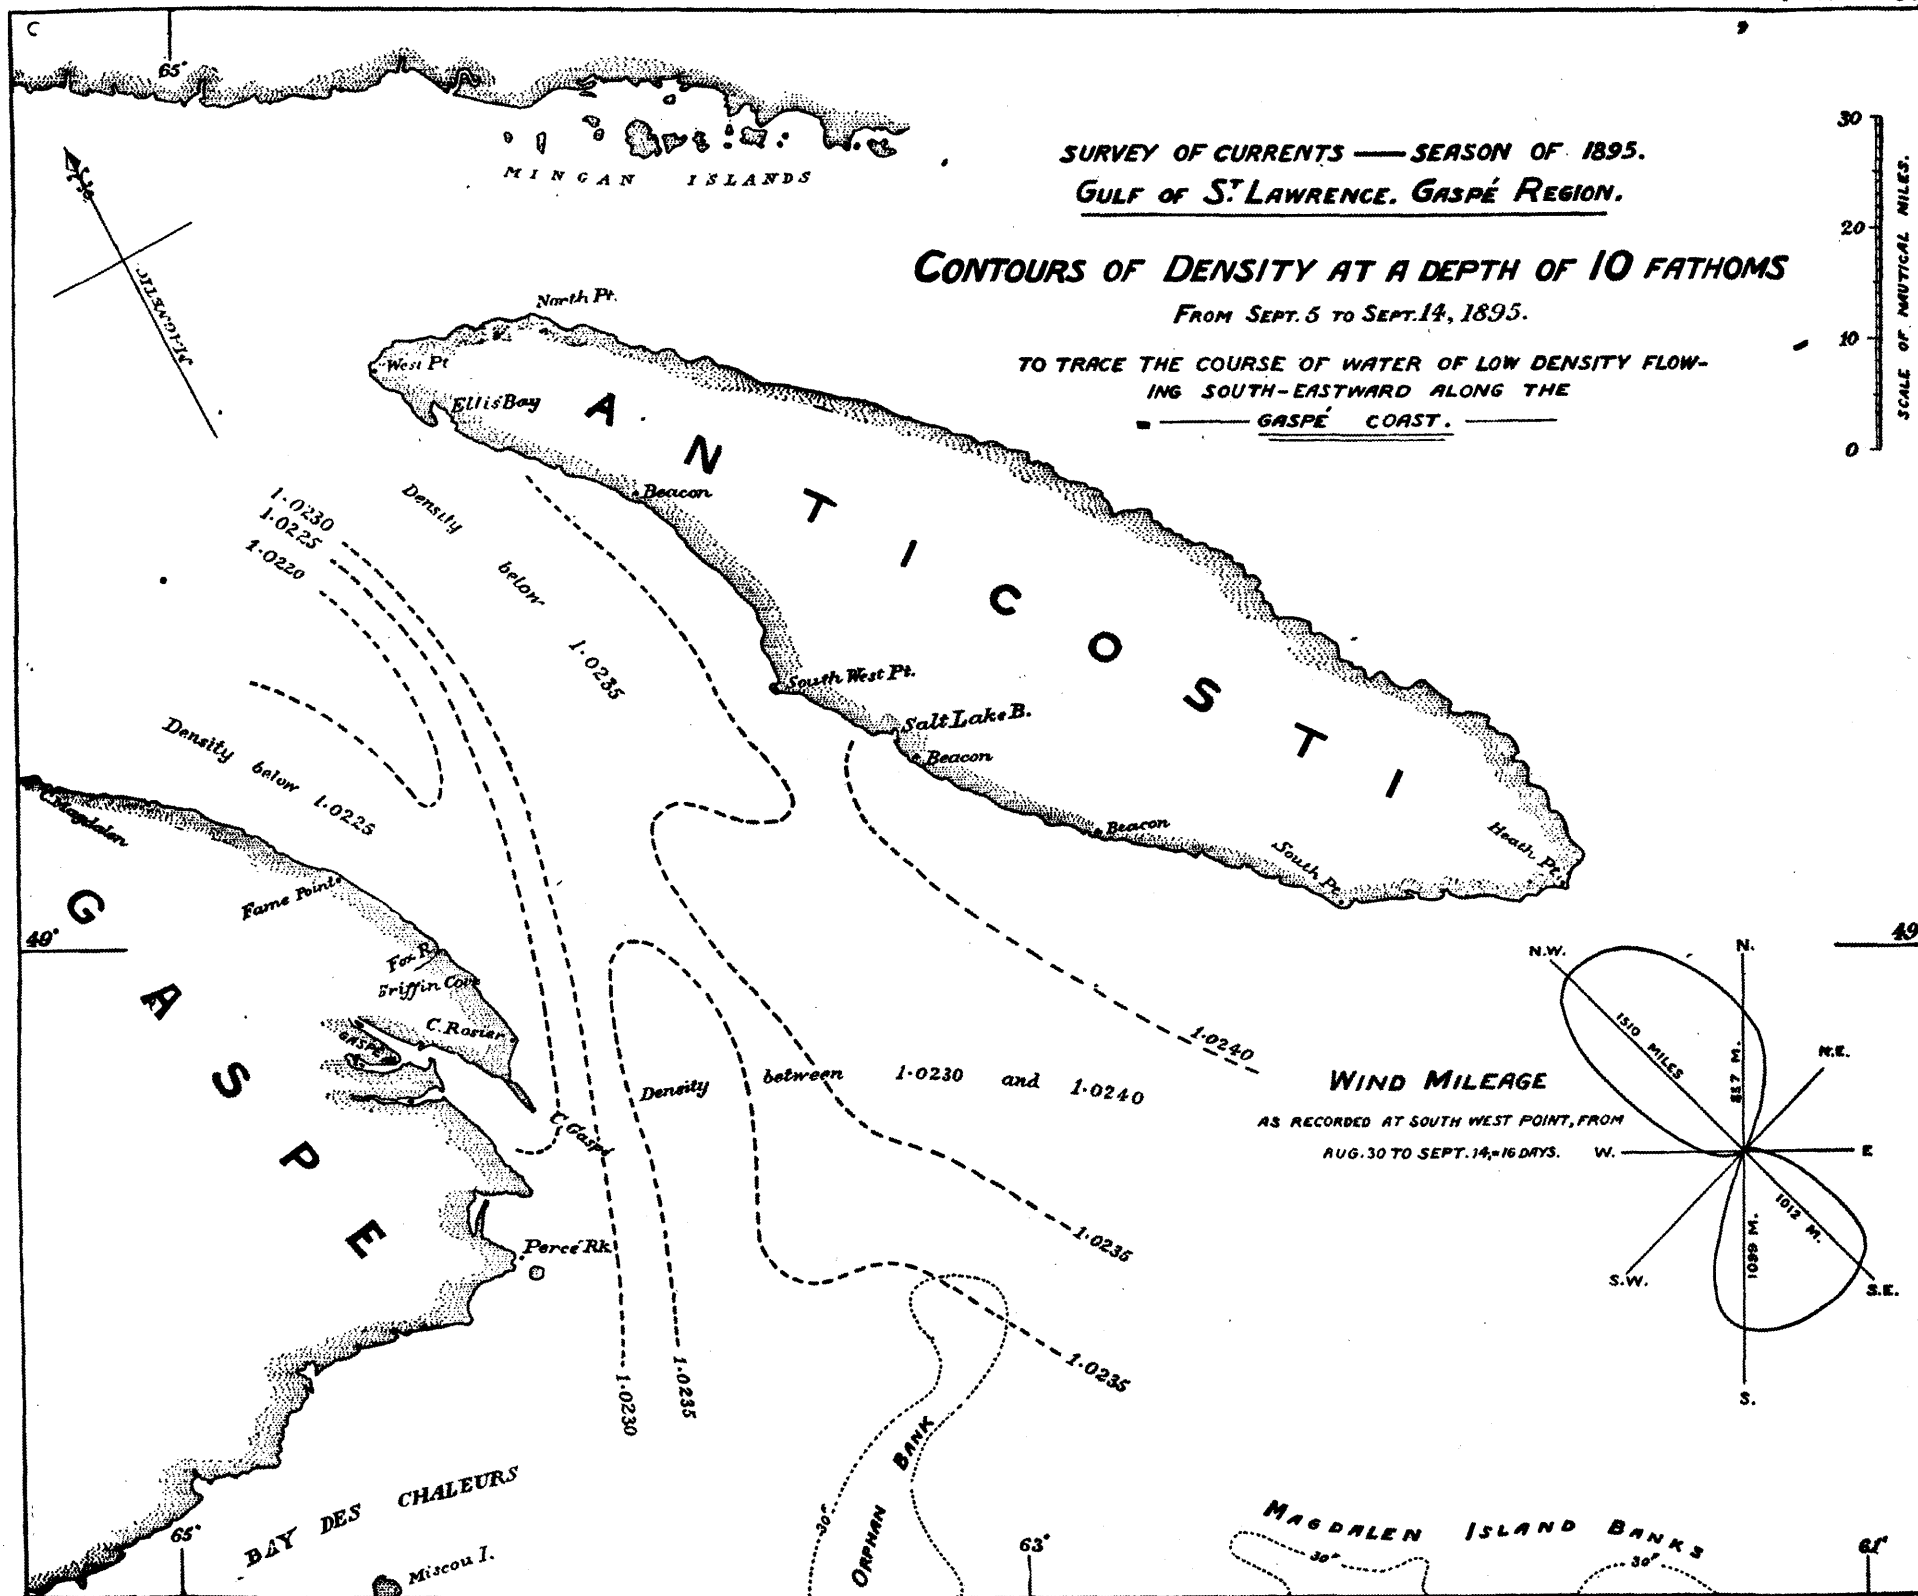 C
65°
MINGAN ISLANDS
SURVEY OF CURRENTS — SEASON OF 1895.
GULF OF ST. LAWRENCE. GASPÉ REGION.
CONTOURS OF DENSITY AT A DEPTH OF 10 FATHOMS
FROM SEPT. 5 TO SEPT. 14, 1895.
TO TRACE THE COURSE OF WATER OF LOW DENSITY FLOW-
ING SOUTH-EASTWARD ALONG THE
GASPÉ COAST.
30
20
10
0
SCALE OF NAUTICAL MILES.
MAGNETIC
North Pt.
West Pt
Ellis Bay
Beacon
ANTICOSTI
South West Pt.
Salt Lake B.
Beacon
Beacon
South Pt.
Heath Pt.
1.0230
1.0225
1.0220
Density below 1.0235
Density below 1.0225
C. Magdalen
Fame Point
Fox R.
Griffin Cove
C. Rosier
GASPÉ
C. Gaspé
Percé Rk.
GASPE
49°
49
Density between 1.0230 and 1.0240
1.0240
1.0235
1.0235
1.0235
1.0230
WIND MILEAGE
AS RECORDED AT SOUTH WEST POINT, FROM
AUG. 30 TO SEPT. 14,=16 DAYS.
N.W.
N.
N.E.
W.
E
S.W.
S.
S.E.
1510 MILES
857 M.
1012 M.
1099 M.
BAY DES CHALEURS
Miscou I.
ORPHAN BANK
30F
MAGDALEN ISLAND BANKS
30F
30F
65°
63°
61°